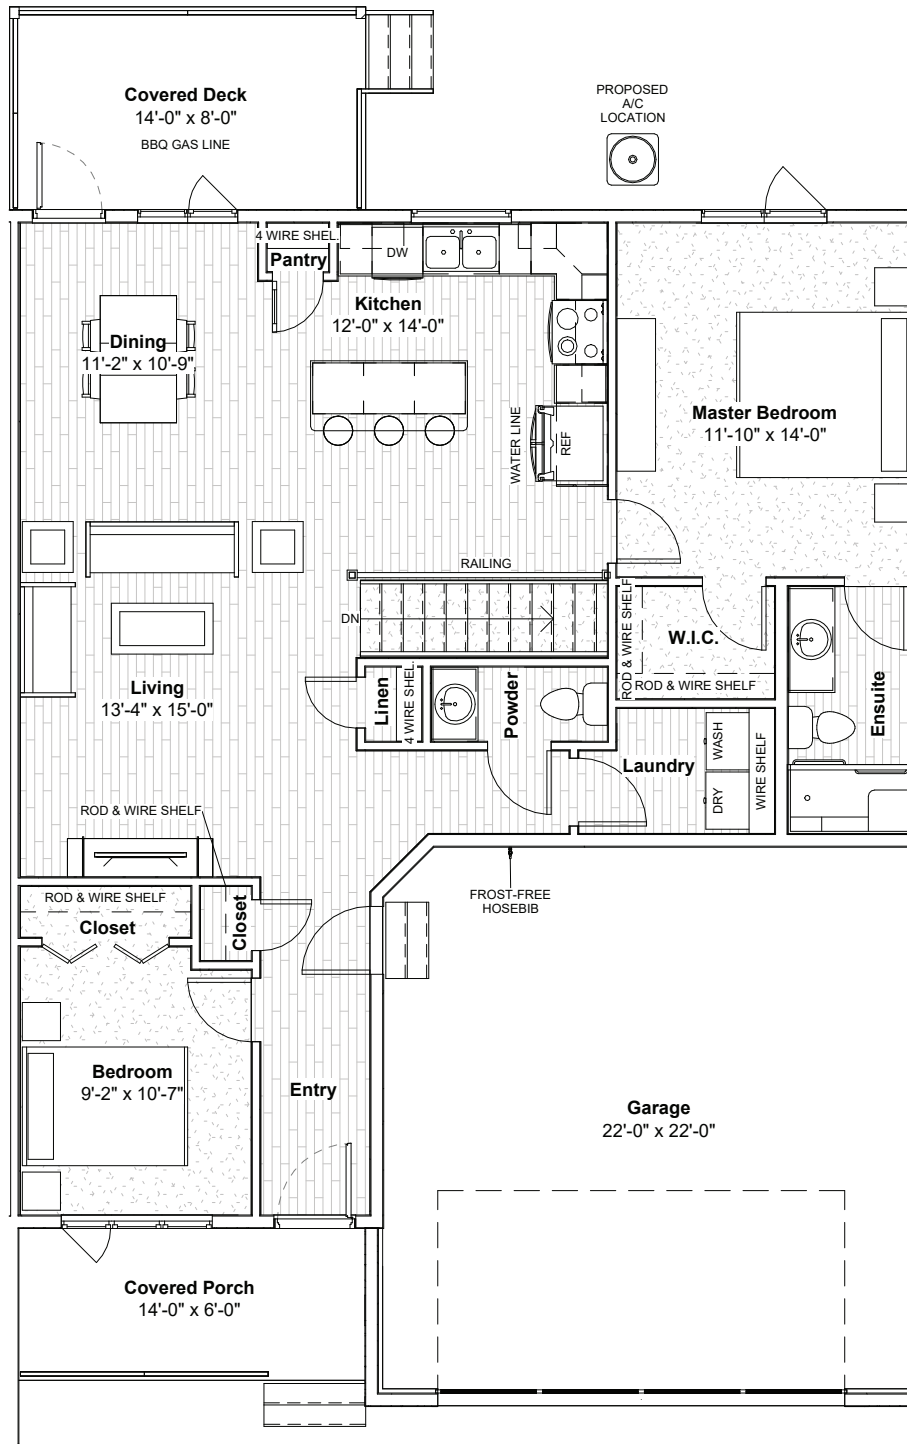 Covered Deck
14'-0" x 8'-0"
BBQ GAS LINE
PROPOSED
A/C
LOCATION
4 WIRE SHEL.
Pantry
DW
Kitchen
12'-0" x 14'-0"
Dining
11'-2" x 10'-9"
Master Bedroom
11'-10" x 14'-0"
WATER LINE
REF
RAILING
DN
ROD & WIRE SHELF
W.I.C.
ROD & WIRE SHELF
Living
13'-4" x 15'-0"
Linen
4 WIRE SHEL.
Powder
Ensuite
Laundry
WASH
DRY
WIRE SHELF
ROD & WIRE SHELF
FROST-FREE
HOSEBIB
ROD & WIRE SHELF
Closet
Closet
Bedroom
9'-2" x 10'-7"
Entry
Garage
22'-0" x 22'-0"
Covered Porch
14'-0" x 6'-0"